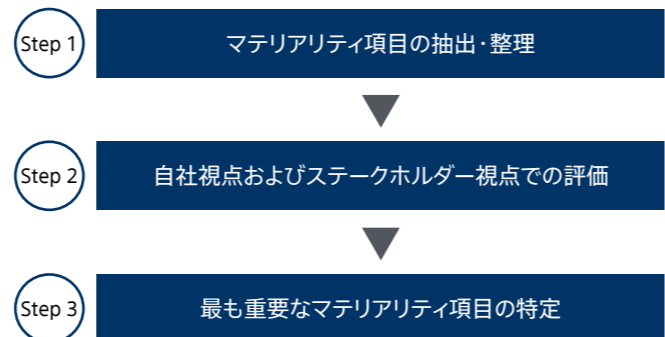 Step 1
マテリアリティ項目の抽出・整理
Step 2
自社視点およびステークホルダー視点での評価
Step 3
最も重要なマテリアリティ項目の特定